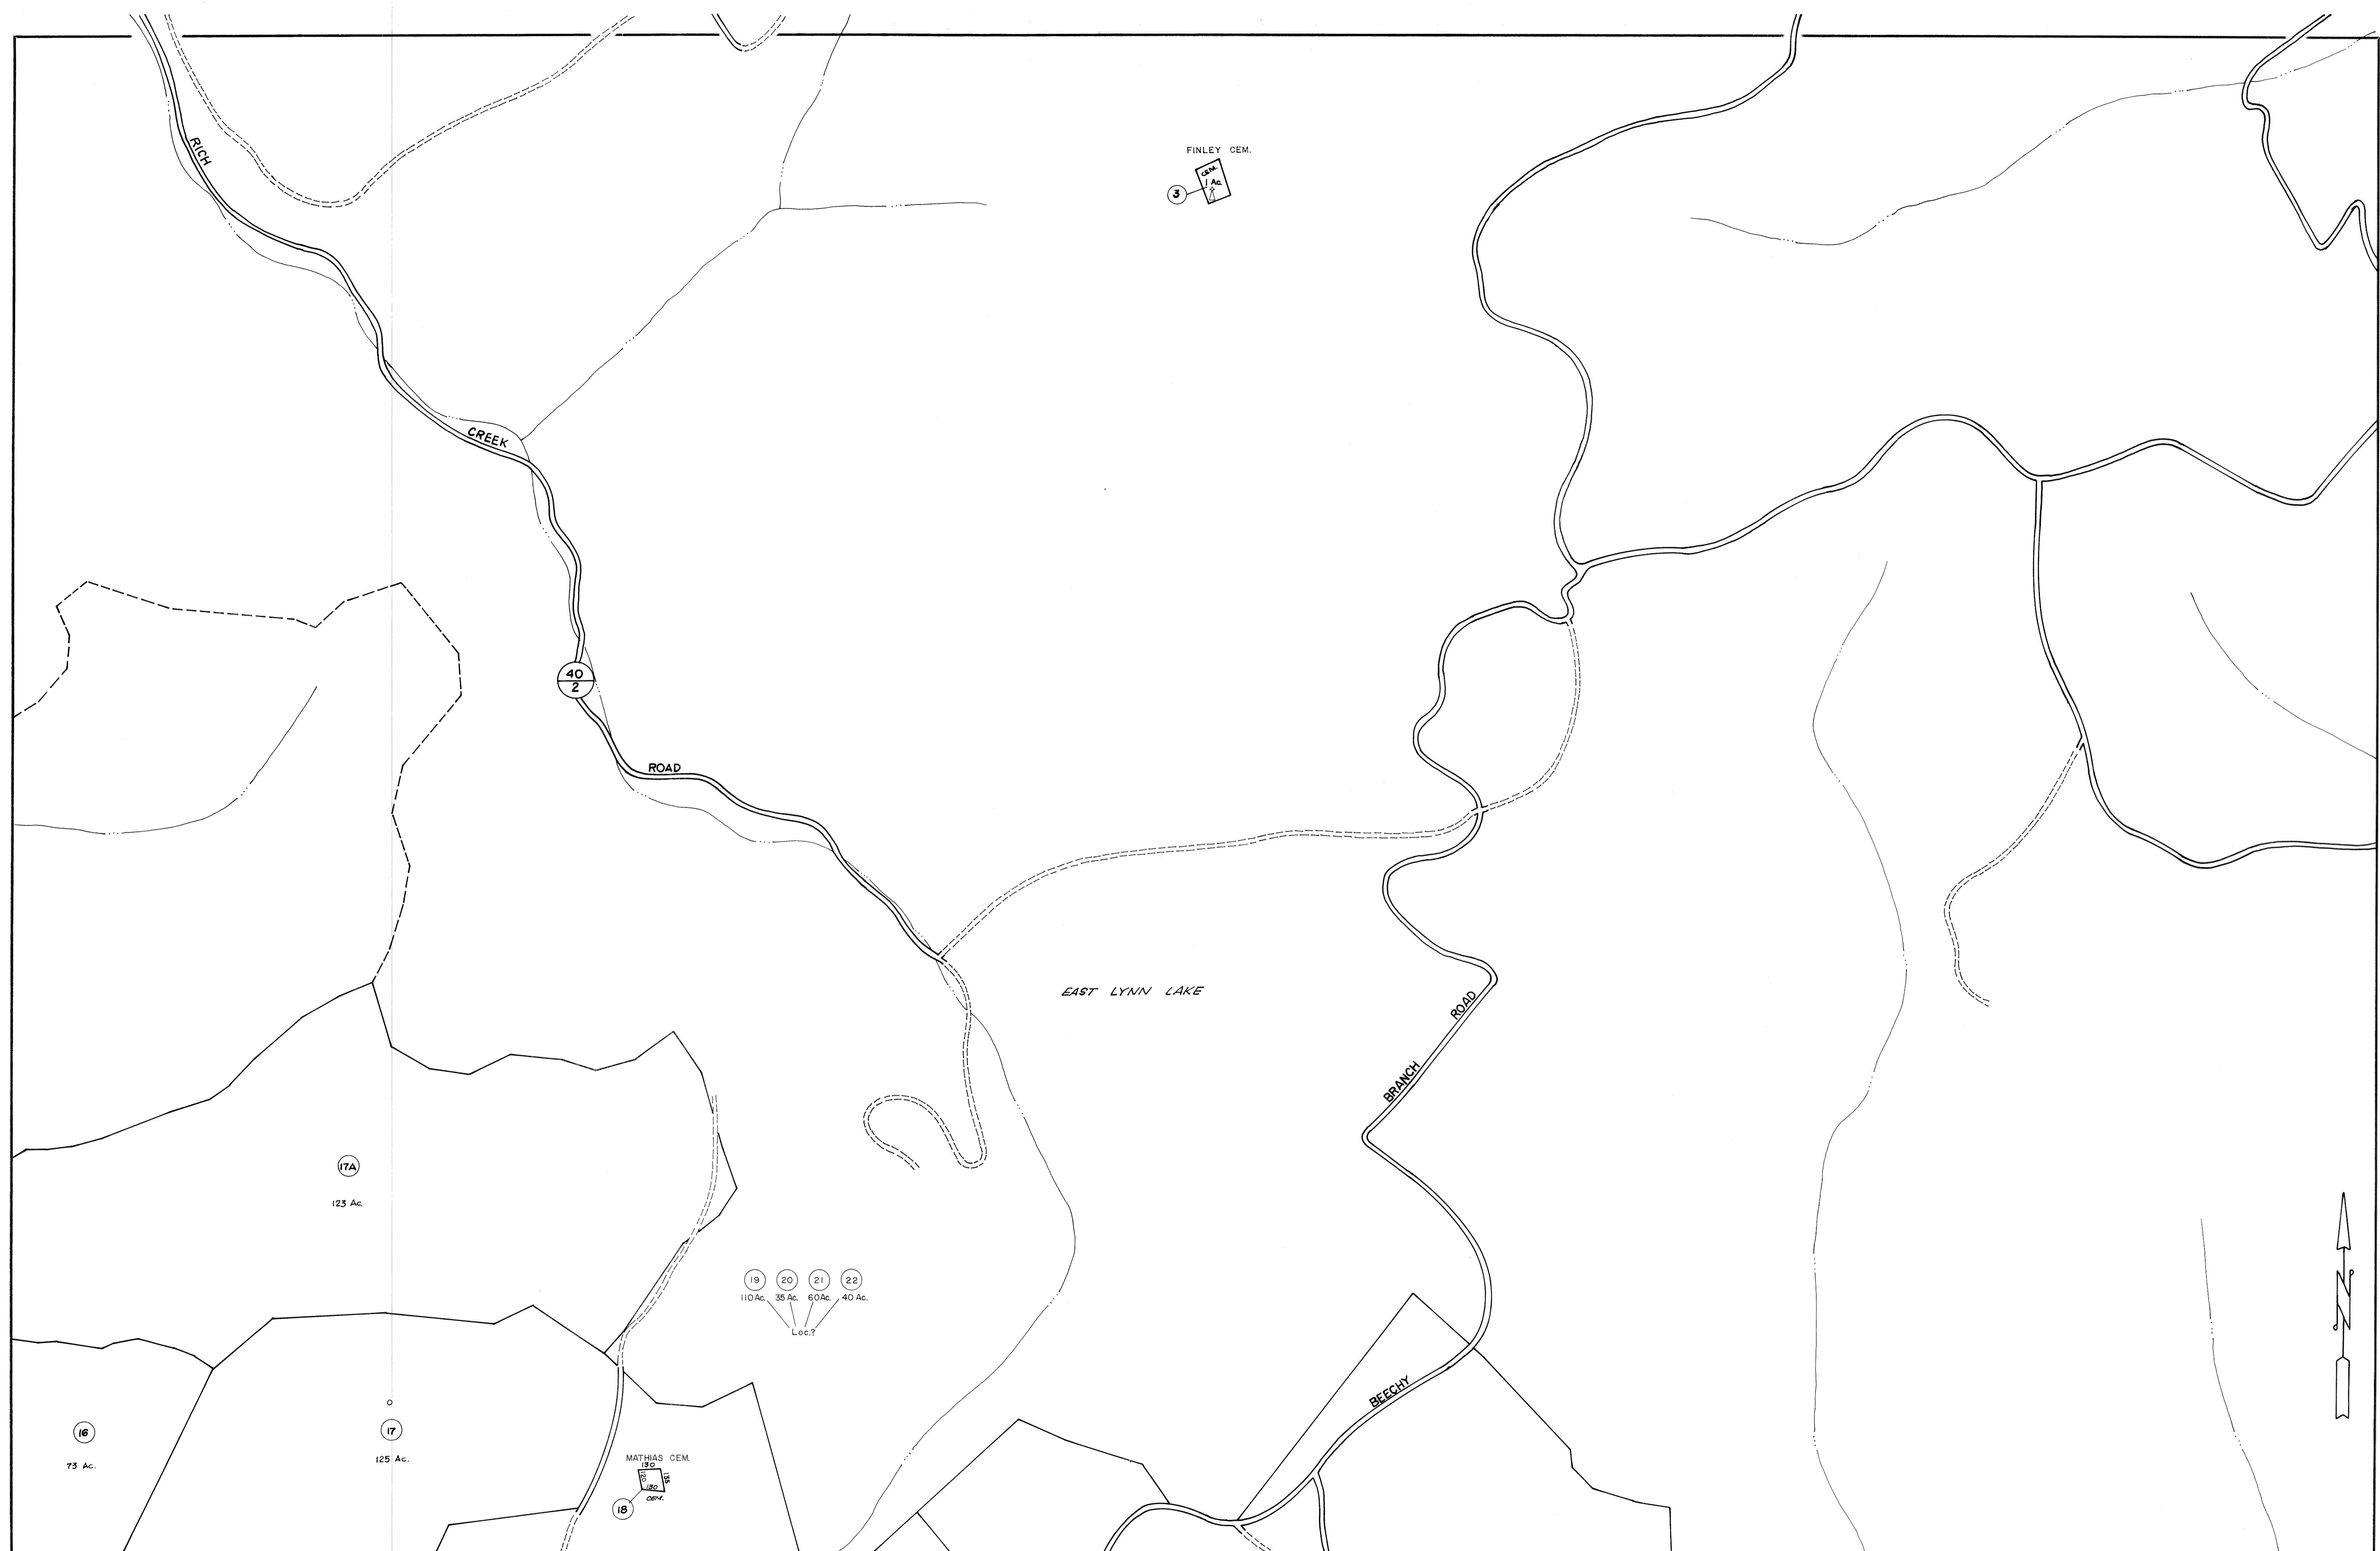 RICH
FINLEY CEM.
CEM.
1 Ac.
3
CREEK
40
2
ROAD
EAST LYNN LAKE
ROAD
BRANCH
17A
123 Ac.
19 20 21 22
110 Ac. 35 Ac. 60 Ac. 40 Ac.
Loc.?
N
BEECHY
16
73 Ac.
17
125 Ac.
MATHIAS CEM.
130
120
135
130
CEM.
18